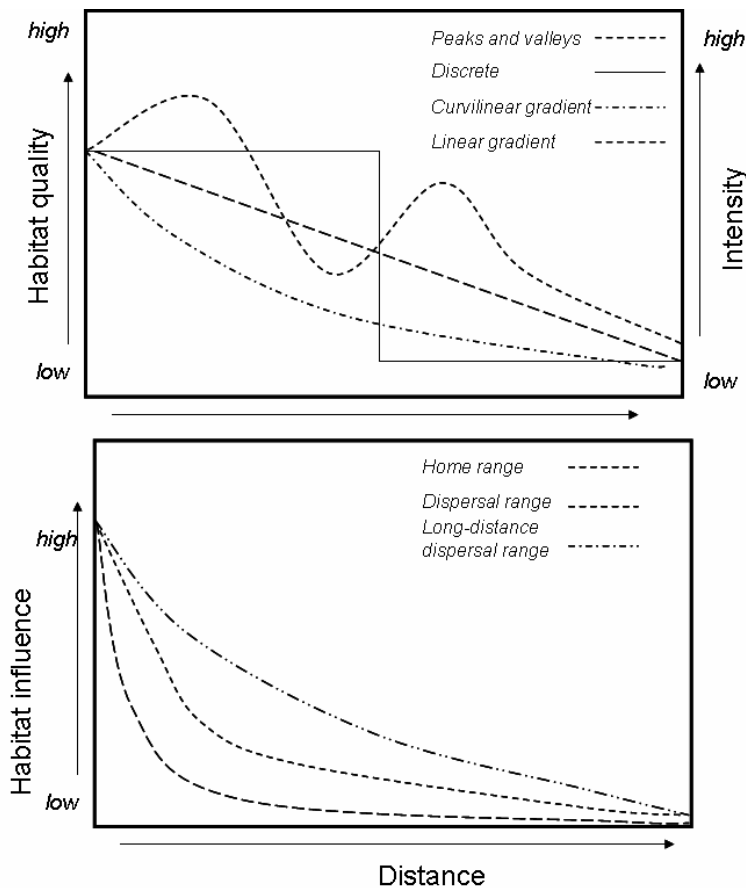 high
Peaks and valleys
high
Discrete
Curvilinear gradient
Linear gradient
Habitat quality
Intensity
low
low
Home range
Dispersal range
Long-distance
dispersal range
high
Habitat influence
low
Distance